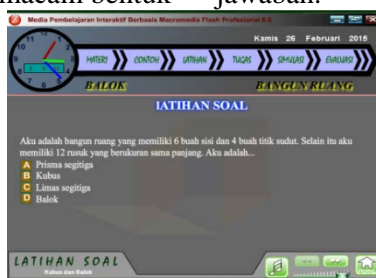 macam bentuk jawaban.
Media Pembelajaran Interaktif Berbasis Macromedia Flash Profesional 8.0
Kamis 26 Februari 2015
MATERI CONTOH LATIHAN TUGAS SIMULASI EVALUASI
BALOK BANGUN RUANG
LATIHAN SOAL
Aku adalah bangun ruang yang memiliki 6 buah sisi dan 4 buah titik sudut. Selain itu aku
memiliki 12 rusuk yang berukuran sama panjang. Aku adalah...
A Prisma segitiga
B Kubus
C Limas segitiga
D Balok
LATIHAN SOAL
Kubus dan Balok